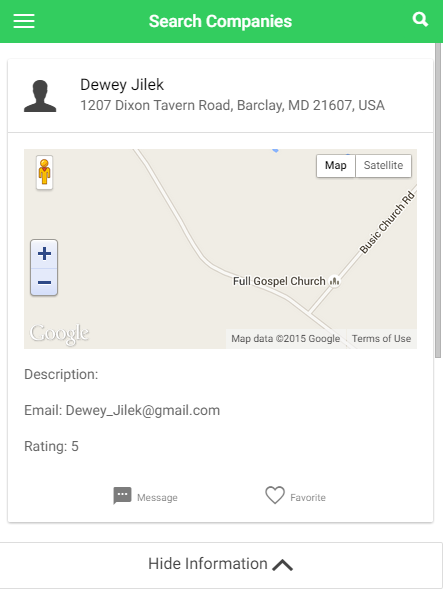 Search Companies
Dewey Jilek
1207 Dixon Tavern Road, Barclay, MD 21607, USA
Map Satellite
Busic Church Rd
Full Gospel Church
Google
Map data ©2015 Google Terms of Use
Description:
Email: Dewey_Jilek@gmail.com
Rating: 5
Message Favorite
Hide Information